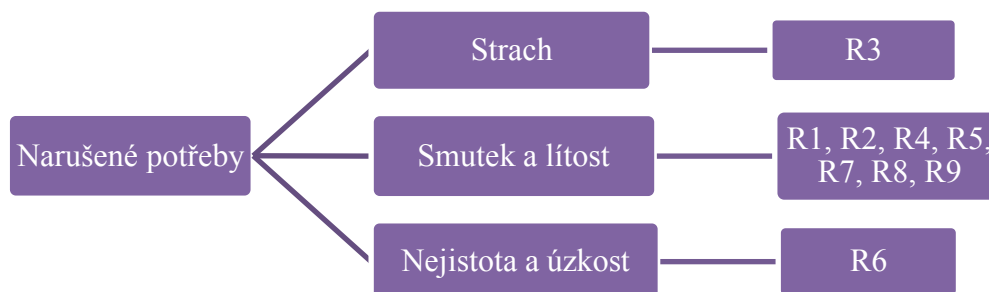 Strach
R3
Narušené potřeby
Smutek a lítost
R1, R2, R4, R5,
R7, R8, R9
Nejistota a úzkost
R6